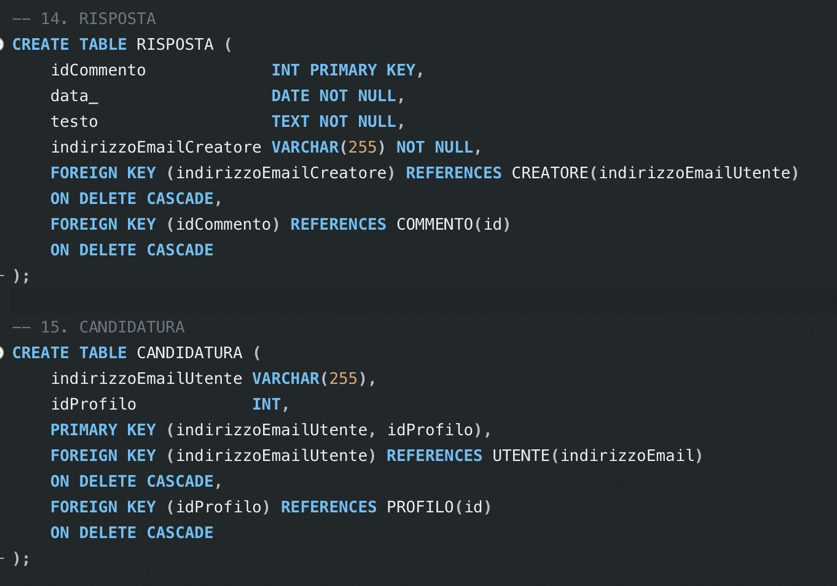 -- 14. RISPOSTA
CREATE TABLE RISPOSTA (
idCommento INT PRIMARY KEY,
data_ DATE NOT NULL,
testo TEXT NOT NULL,
indirizzoEmailCreatore VARCHAR(255) NOT NULL,
FOREIGN KEY (indirizzoEmailCreatore) REFERENCES CREATORE(indirizzoEmailUtente)
ON DELETE CASCADE,
FOREIGN KEY (idCommento) REFERENCES COMMENTO(id)
ON DELETE CASCADE
);
-- 15. CANDIDATURA
CREATE TABLE CANDIDATURA (
indirizzoEmailUtente VARCHAR(255),
idProfilo INT,
PRIMARY KEY (indirizzoEmailUtente, idProfilo),
FOREIGN KEY (indirizzoEmailUtente) REFERENCES UTENTE(indirizzoEmail)
ON DELETE CASCADE,
FOREIGN KEY (idProfilo) REFERENCES PROFILO(id)
ON DELETE CASCADE
);